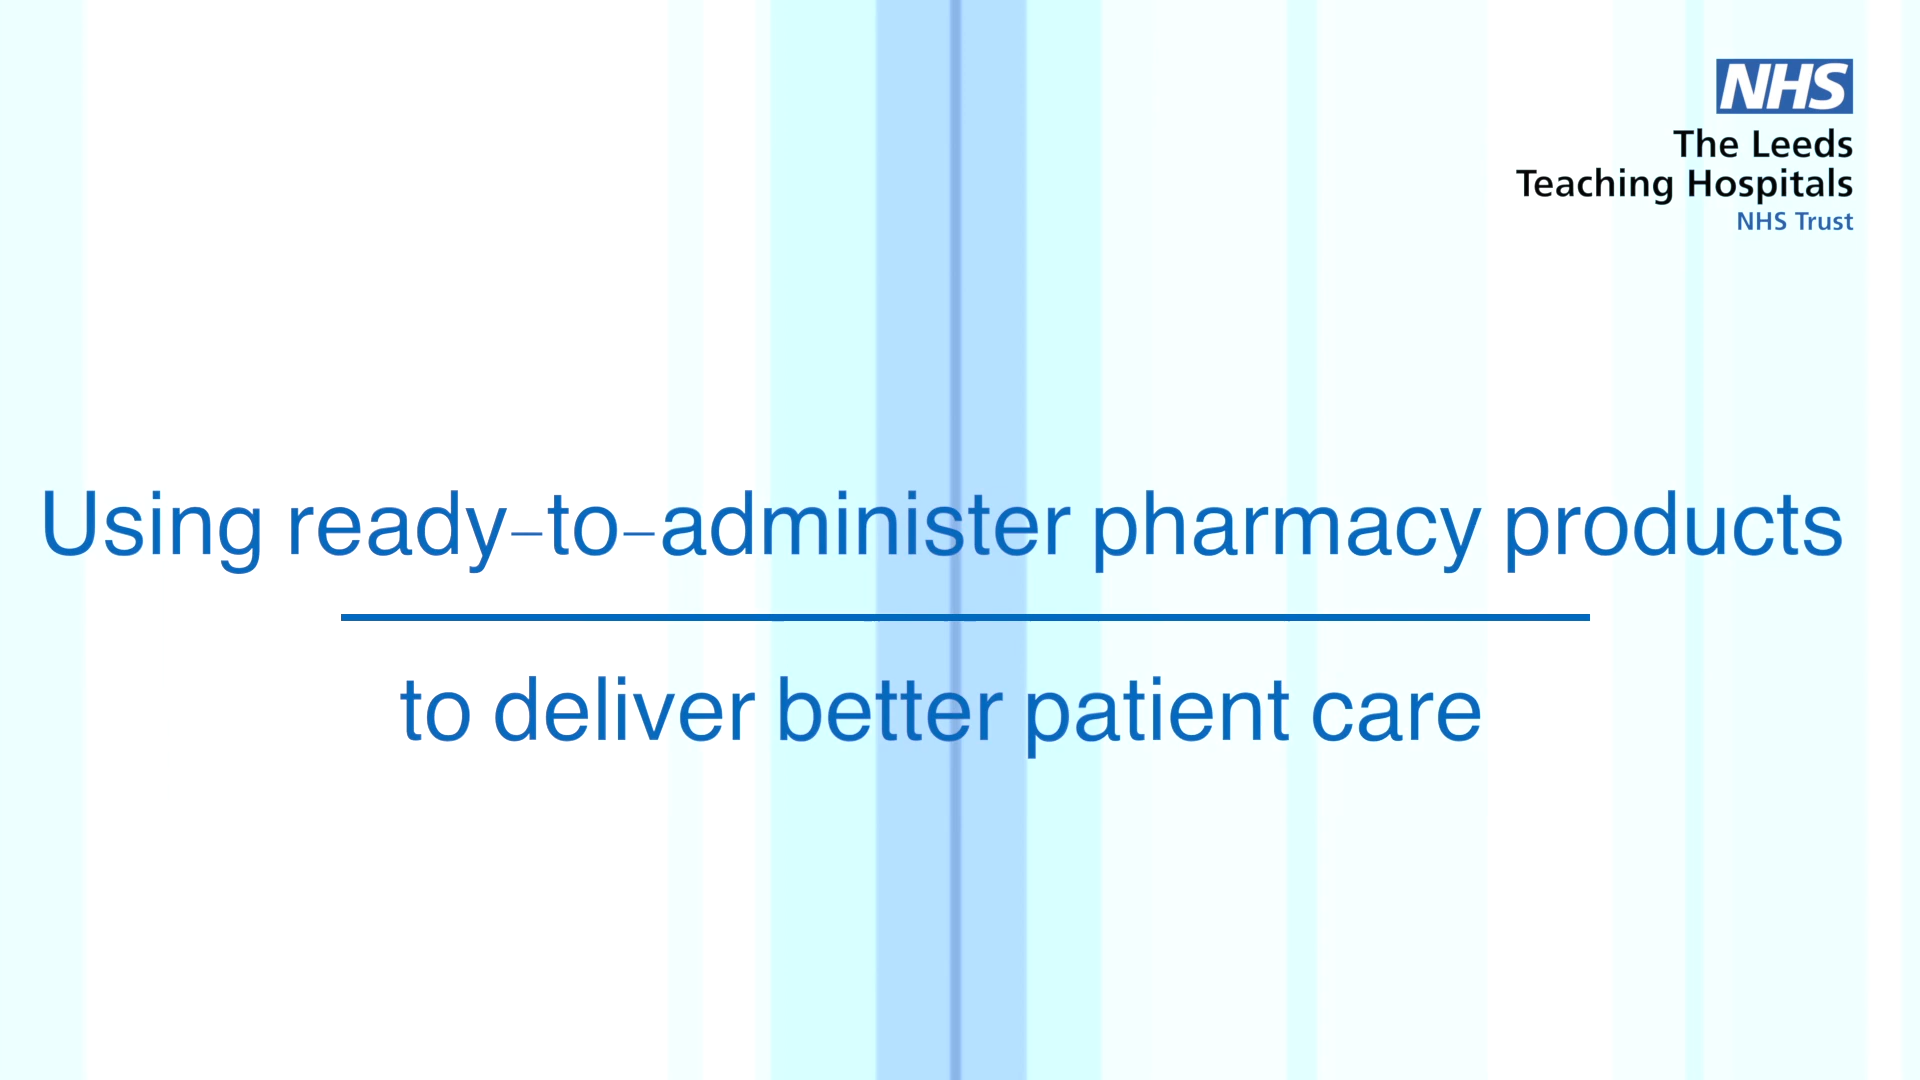 NHS
The Leeds
Teaching Hospitals
NHS Trust
Using ready-to-administer pharmacy products
to deliver better patient care